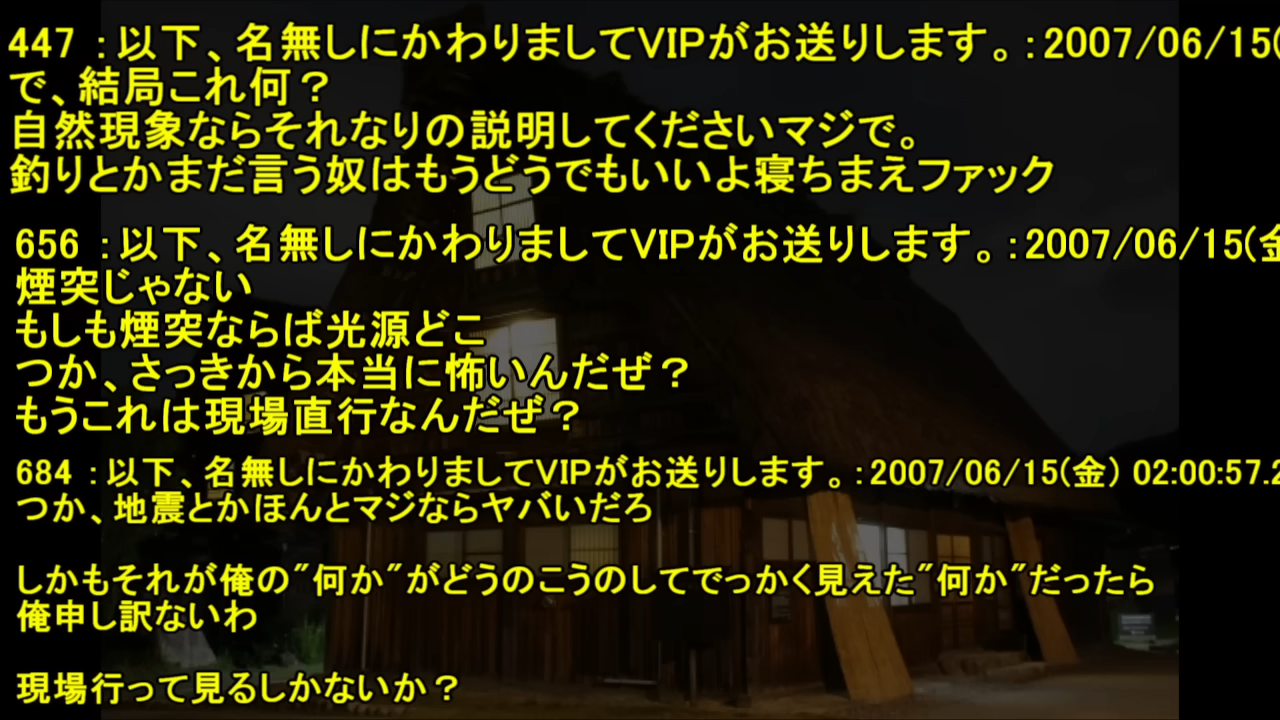 447 :以下、名無しにかわりましてVIPがお送りします。:2007/06/15(
で、結局これ何？
自然現象ならそれなりの説明してくださいマジで。
釣りとかまだ言う奴はもうどうでもいいよ寝ちまえファック
656 :以下、名無しにかわりましてVIPがお送りします。:2007/06/15(金
煙突じゃない
もしも煙突ならば光源どこ
つか、さっきから本当に怖いんだぜ？
もうこれは現場直行なんだぜ？
684 :以下、名無しにかわりましてVIPがお送りします。:2007/06/15(金) 02:00:57.2
つか、地震とかほんとマジならヤバいだろ
しかもそれが俺の"何か"がどうのこうのしてでっかく見えた"何か"だったら
俺申し訳ないわ
現場行って見るしかないか？